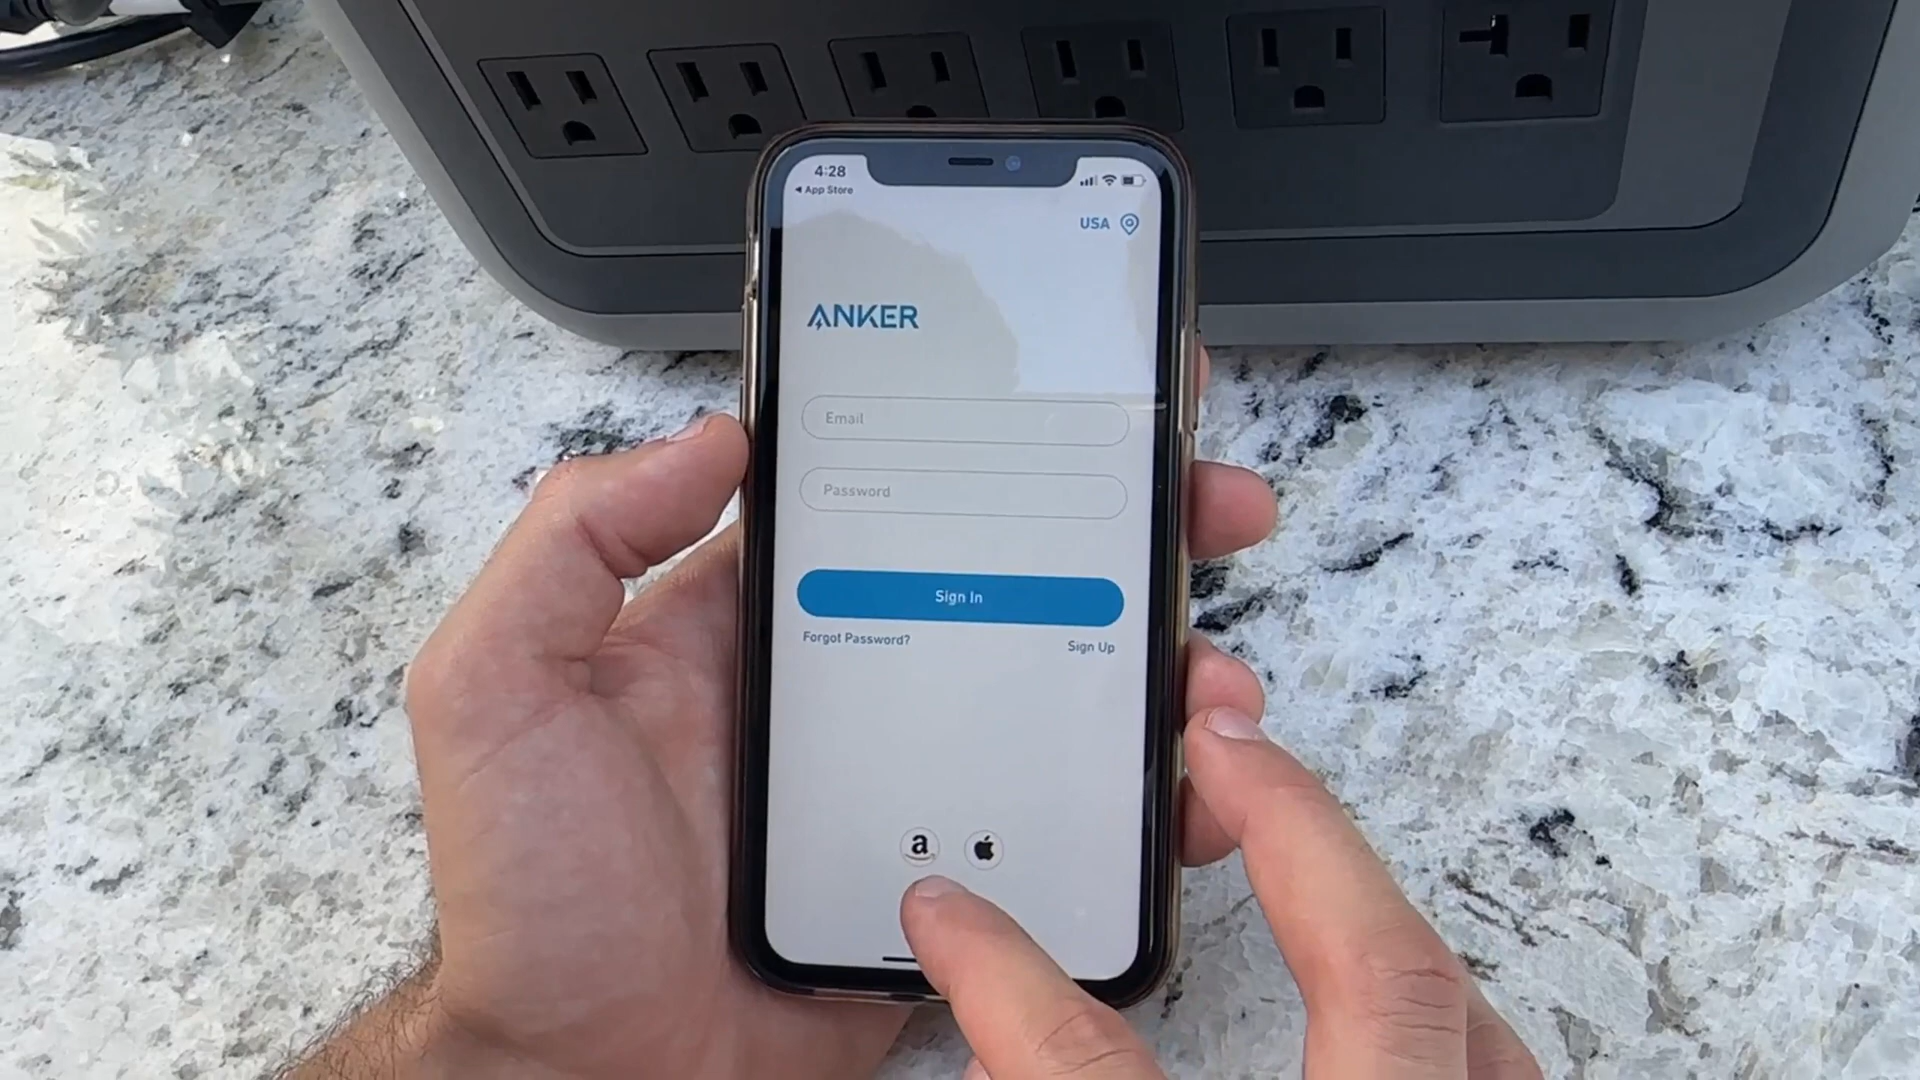 4:28
◀ App Store
USA
ANKER
Email
Password
Sign In
Forgot Password?
Sign Up
a